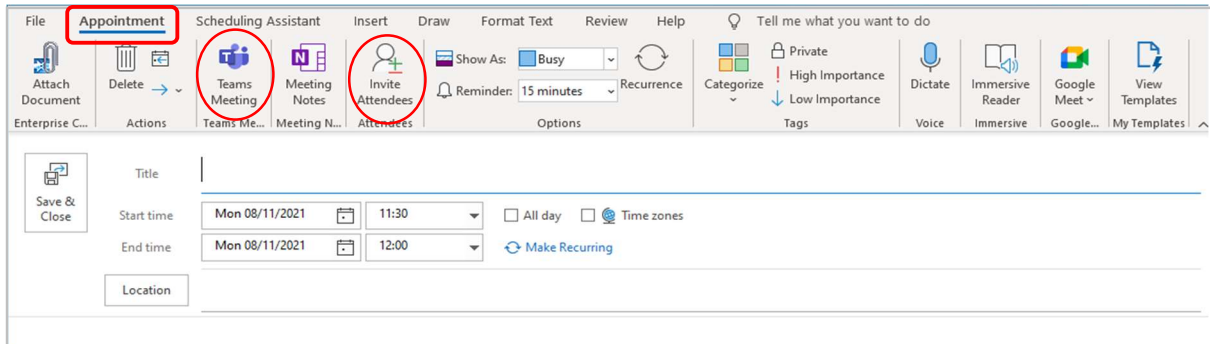 File Appointment Scheduling Assistant Insert Draw Format Text Review Help Tell me what you want to do
Attach Document
Enterprise C...
Delete
Actions
Teams Meeting
Teams Me...
Meeting Notes
Meeting N...
Invite Attendees
Attendees
Show As: Busy
Reminder: 15 minutes
Recurrence
Options
Categorize
Private
High Importance
Low Importance
Tags
Dictate
Voice
Immersive Reader
Immersive
Google Meet
Google...
View Templates
My Templates
Save & Close
Title
Start time Mon 08/11/2021 11:30 All day Time zones
End time Mon 08/11/2021 12:00 Make Recurring
Location